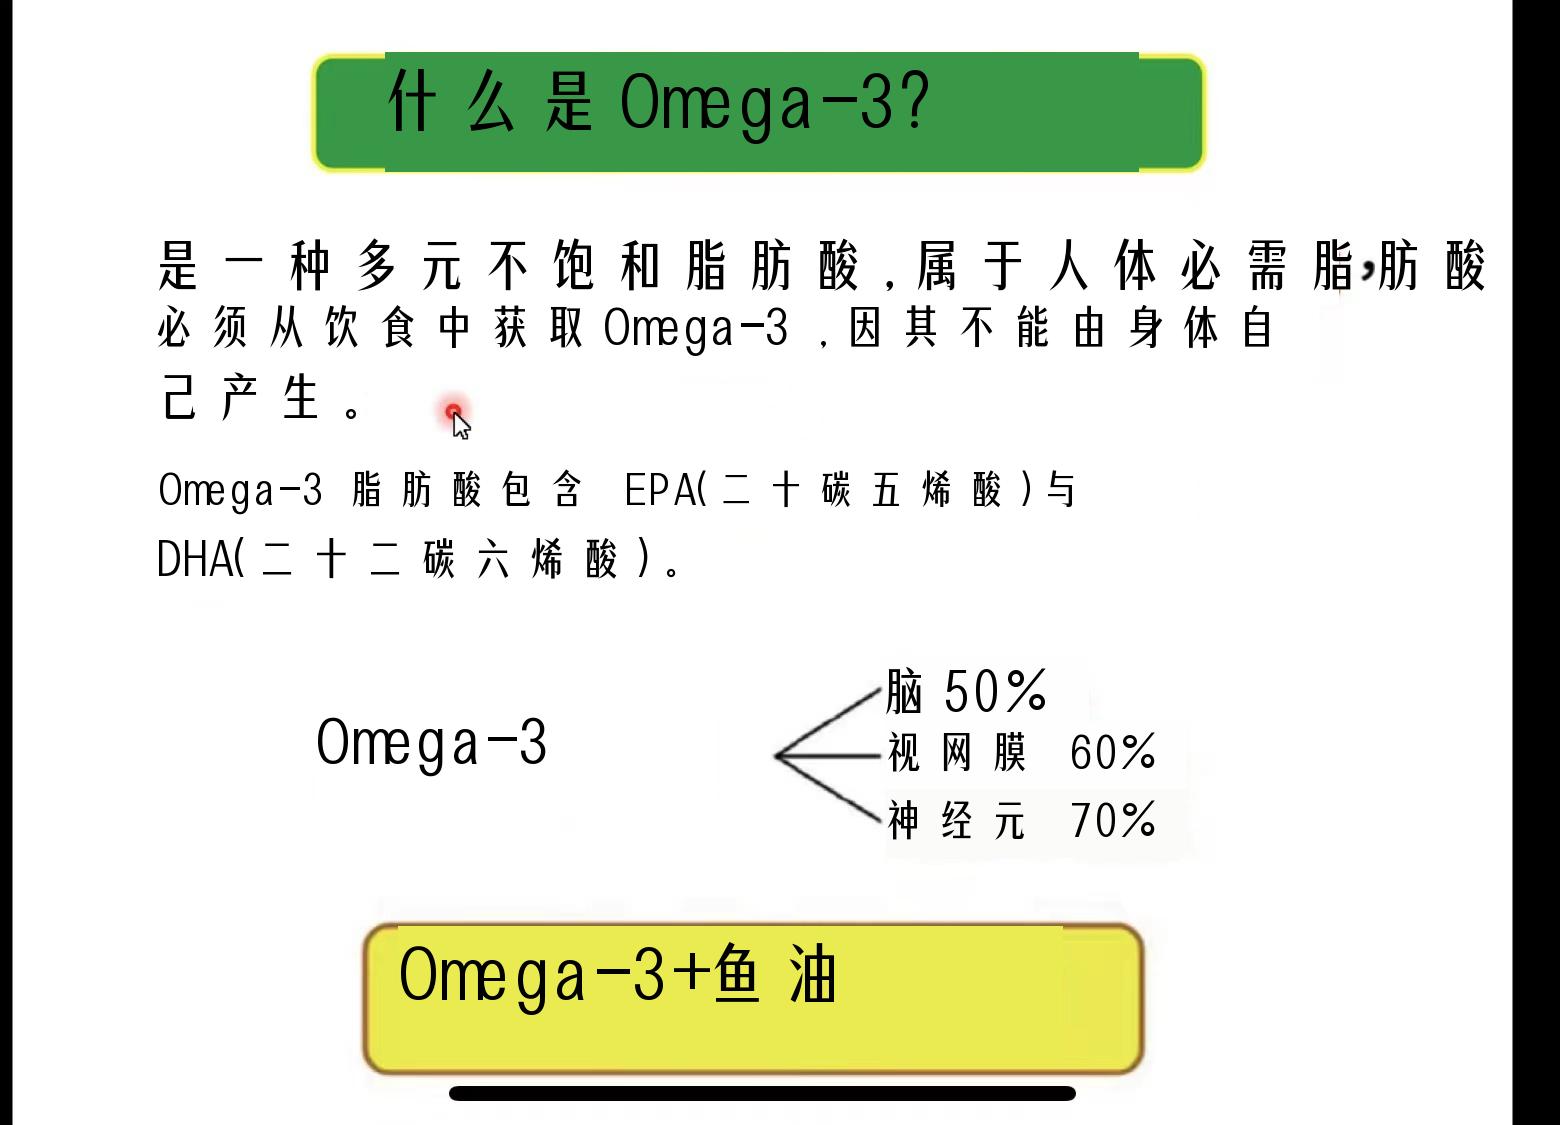 什么是Omega-3?
是一种多元不饱和脂肪酸,属于人体必需脂肪酸,
必须从饮食中获取Omega-3,因其不能由身体自
己产生。
Omega-3 脂肪酸包含 EPA(二十碳五烯酸)与
DHA(二十二碳六烯酸)。
脑 50%
Omega-3
视网膜 60%
神经元 70%
Omega-3+鱼油